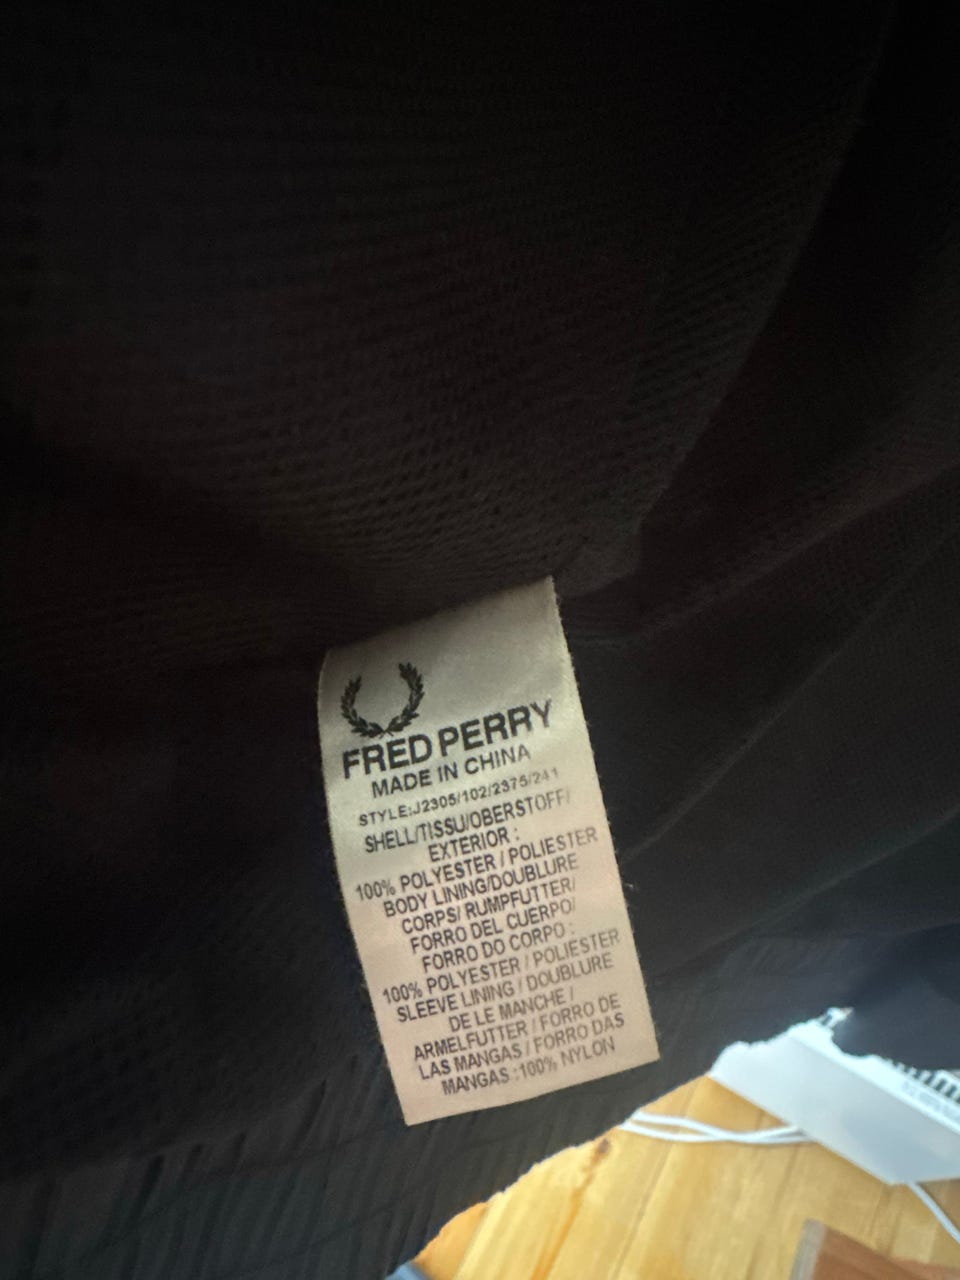 FRED PERRY
MADE IN CHINA
STYLE:J2305/102/2375/241
SHELL/TISSU/OBERSTOFF/
EXTERIOR :
100% POLYESTER / POLIESTER
BODY LINING/DOUBLURE
CORPS/ RUMPFUTTER/
FORRO DEL CUERPO/
FORRO DO CORPO :
100% POLYESTER / POLIESTER
SLEEVE LINING / DOUBLURE
DE LE MANCHE /
ARMELFUTTER / FORRO DE
LAS MANGAS / FORRO DAS
MANGAS :100% NYLON